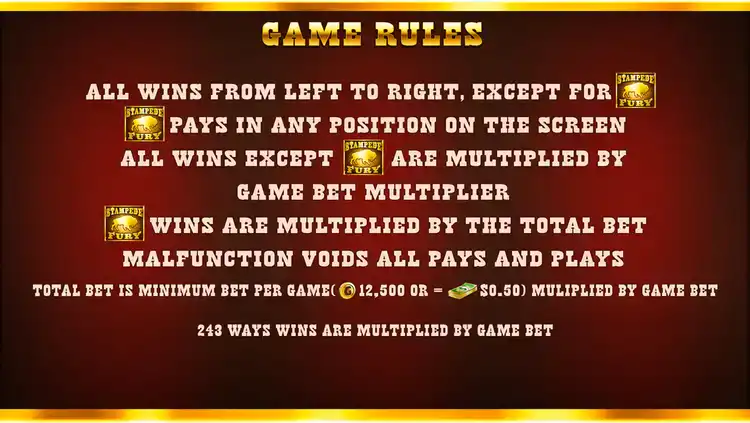 GAME RULES
ALL WINS FROM LEFT TO RIGHT, EXCEPT FOR STAMPEDE FURY
STAMPEDE FURY PAYS IN ANY POSITION ON THE SCREEN
ALL WINS EXCEPT STAMPEDE FURY ARE MULTIPLIED BY
GAME BET MULTIPLIER
STAMPEDE FURY WINS ARE MULTIPLIED BY THE TOTAL BET
MALFUNCTION VOIDS ALL PAYS AND PLAYS
TOTAL BET IS MINIMUM BET PER GAME( 12,500 OR = $0.50) MULIPLIED BY GAME BET
243 WAYS WINS ARE MULTIPLIED BY GAME BET